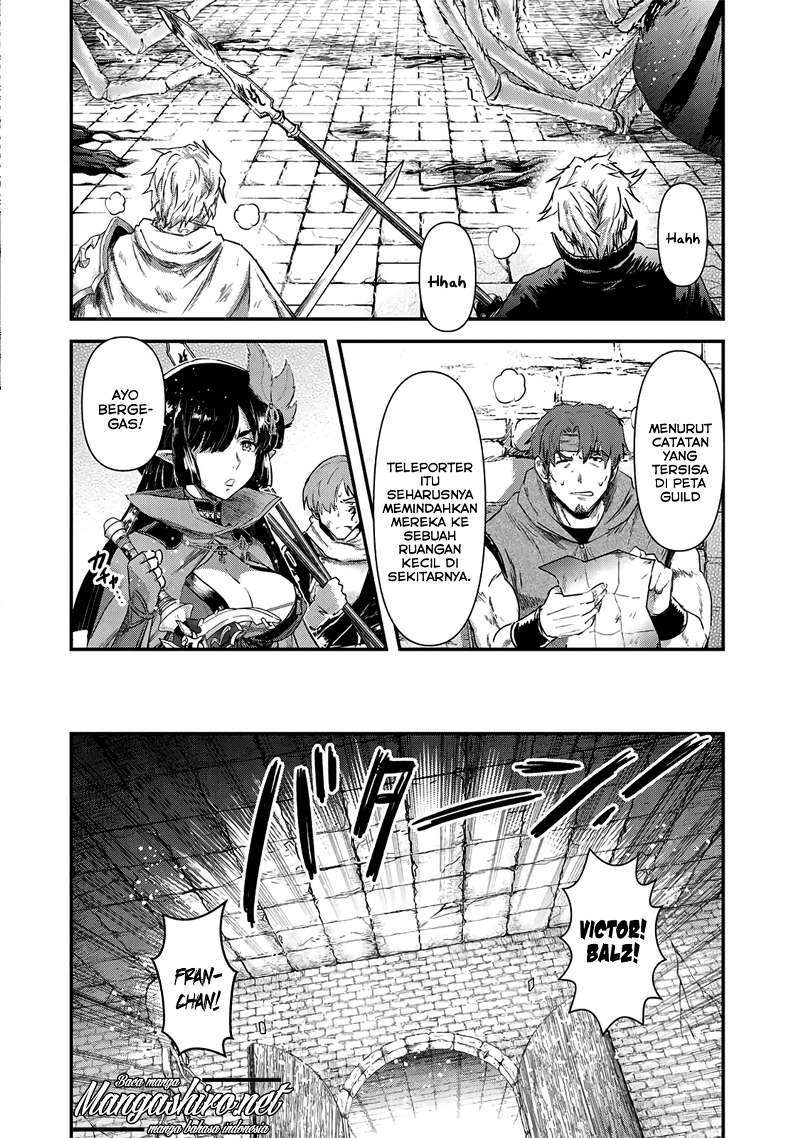 Hahh
Hhah
MENURUT
CATATAN
YANG
TERSISA
DI PETA
GUILD
TELEPORTER
ITU
SEHARUSNYA
MEMINDAHKAN
MEREKA KE
SEBUAH
RUANGAN
KECIL DI
SEKITARNYA.
AYO
BERGE-
GAS!
バターン!!
VICTOR!
BALZ!
FRAN-
CHAN!
Baca manga
Mangashiro.net
manga bahasa indonesia